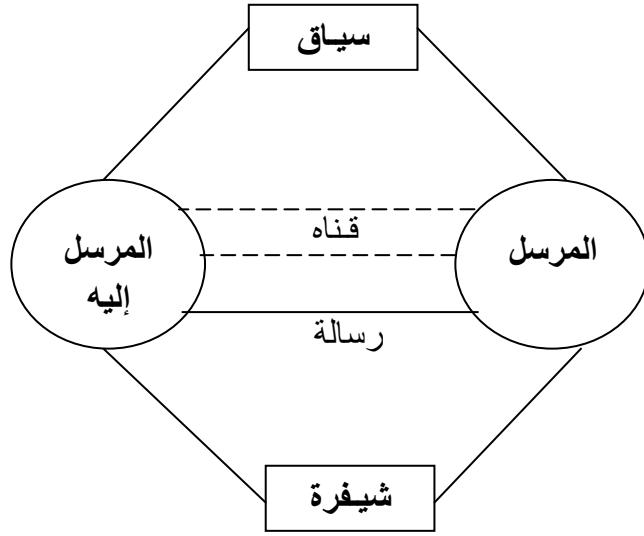 سياق
المرسل
قناه
المرسل
إليه
رسالة
شيفرة